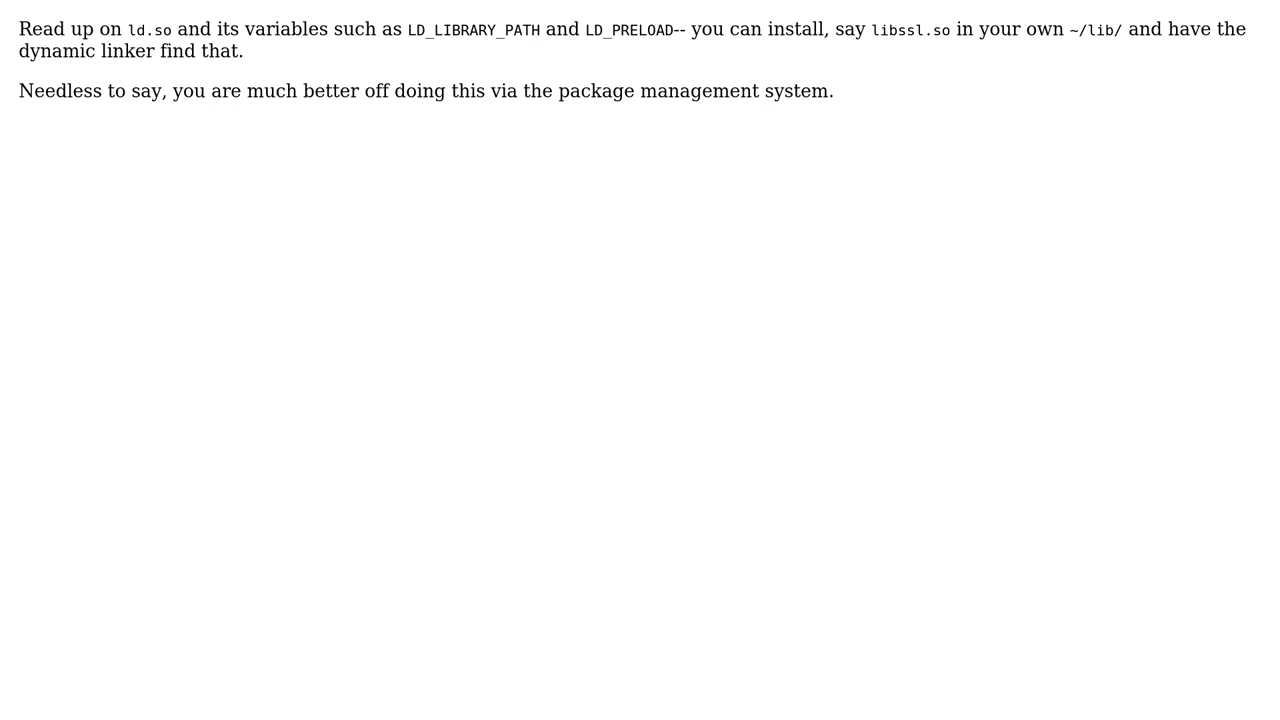 Read up on ld.so and its variables such as LD_LIBRARY_PATH and LD_PRELOAD-- you can install, say libssl.so in your own ~/lib/ and have the
dynamic linker find that.
Needless to say, you are much better off doing this via the package management system.